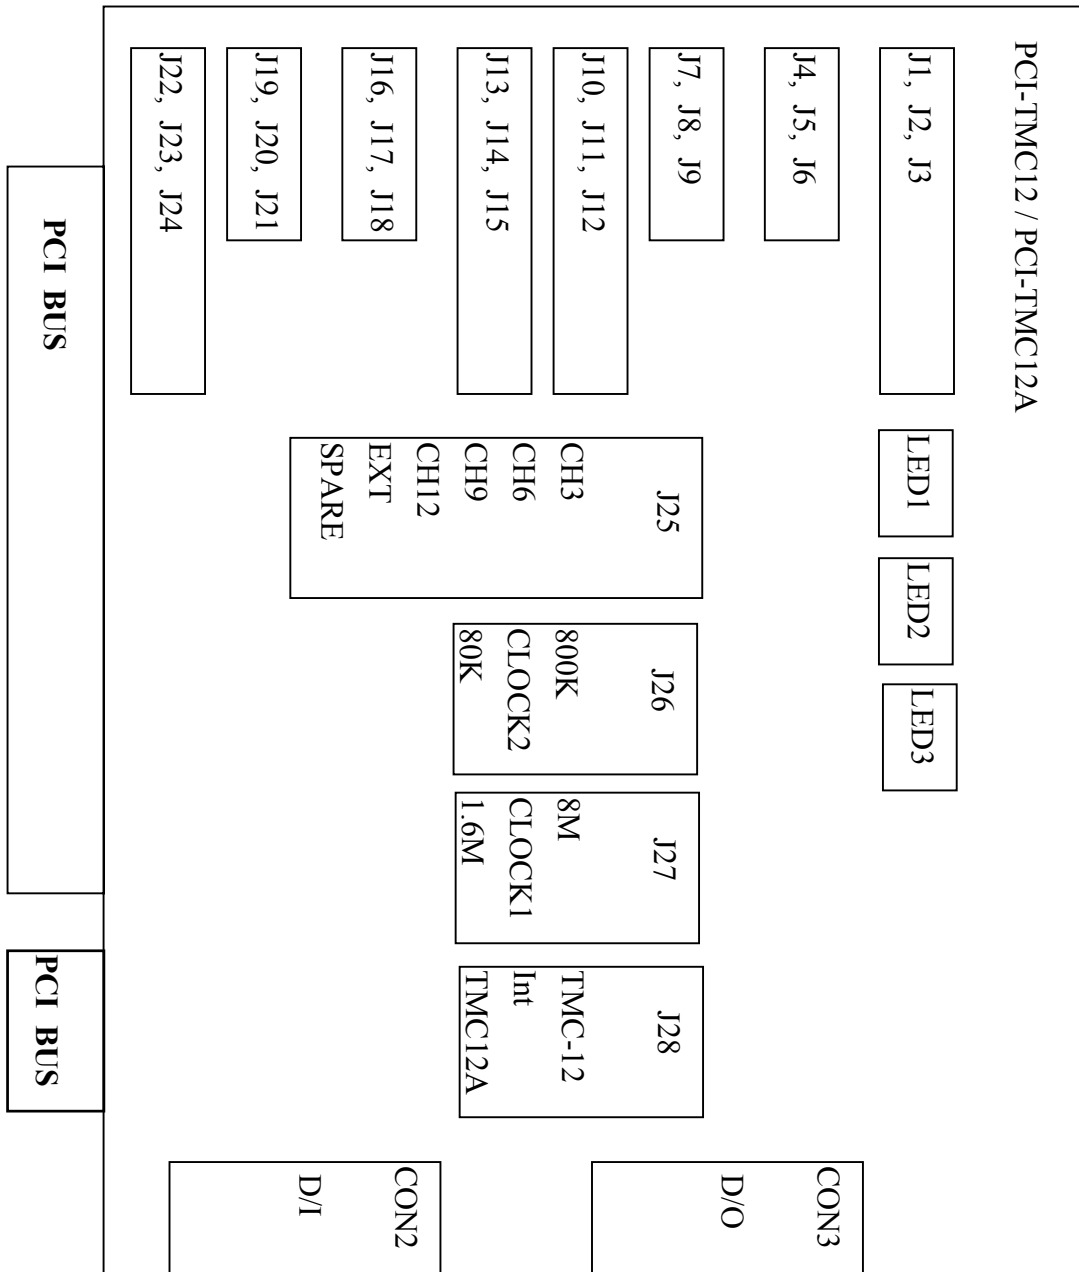 PCI-TMC12 / PCI-TMC12A
J1, J2, J3
J4, J5, J6
J7, J8, J9
J10, J11, J12
J13, J14, J15
J16, J17, J18
J19, J20, J21
J22, J23, J24
LED1
LED2
LED3
J25
CH3
CH6
CH9
CH12
EXT
SPARE
J26
800K
CLOCK2
80K
J27
8M
CLOCK1
1.6M
J28
TMC-12
Int
TMC12A
CON3
D/O
CON2
D/I
PCI BUS
PCI BUS